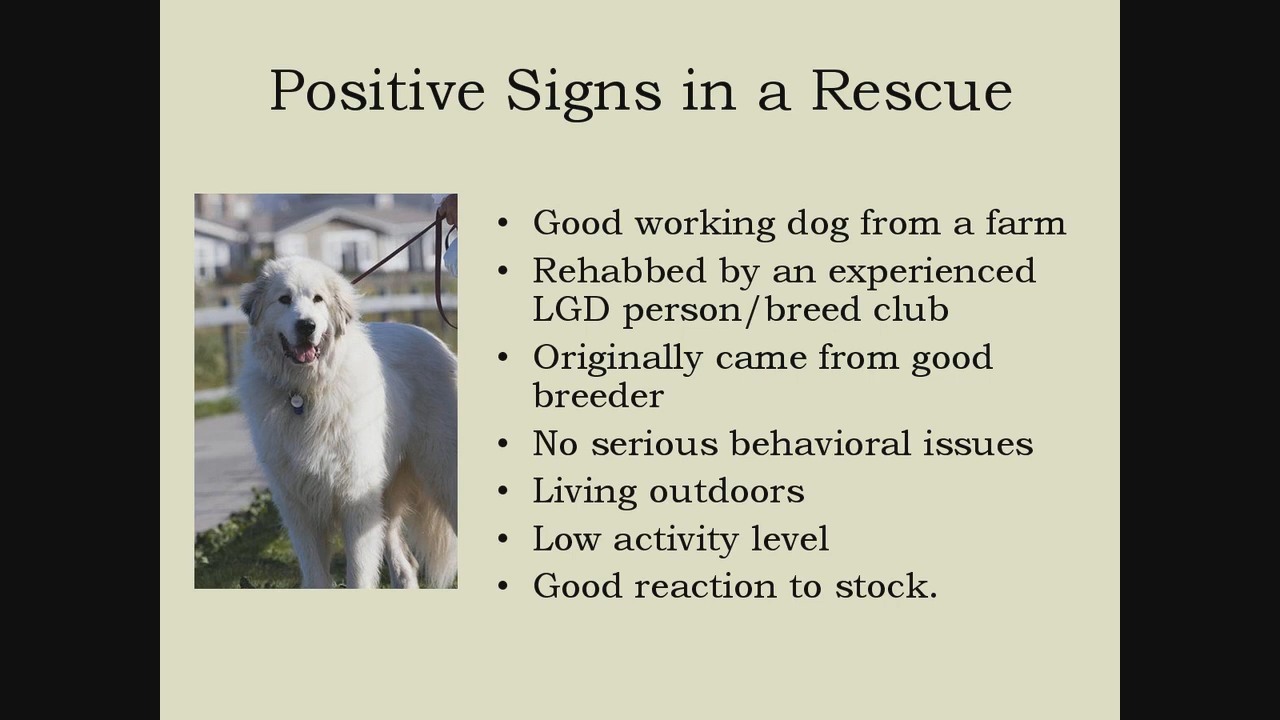 Positive Signs in a Rescue
• Good working dog from a farm
• Rehabbed by an experienced
LGD person/breed club
• Originally came from good
breeder
• No serious behavioral issues
• Living outdoors
• Low activity level
• Good reaction to stock.